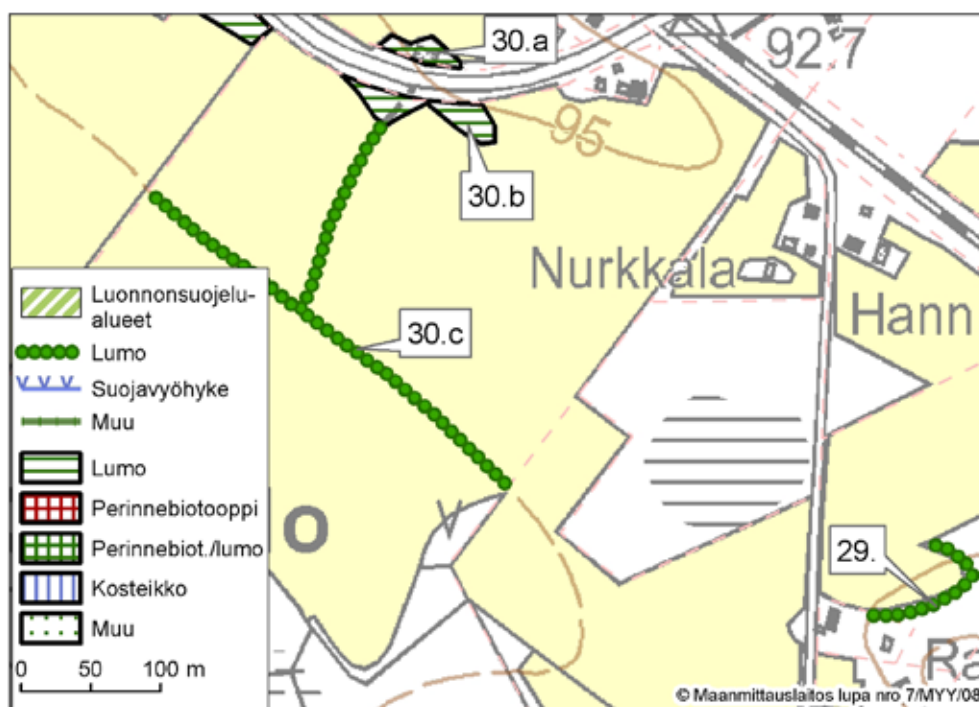 30.a
92.7
95
30.b
Nurkkala
Hann
30.c
Luonnonsuojelu-
alueet
Lumo
Suojavyöhyke
Muu
Lumo
Perinnebiotooppi
Perinnebiot./lumo
Kosteikko
Muu
0 50 100 m
O
29.
Ra
© Maanmittauslaitos lupa nro 7/MYY/08